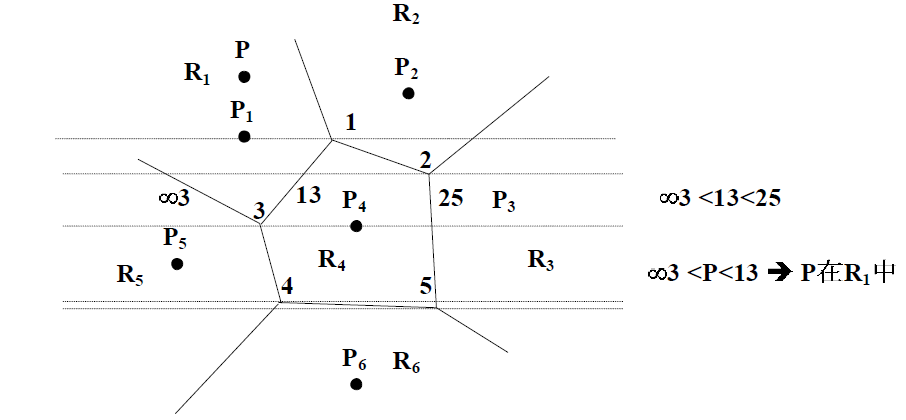 R₂
P
R₁
P₂
P₁
1
2
∞3
13
P₄
25
P₃
∞3 <13<25
3
P₅
R₅
R₄
R₃
∞3 <P<13 ➔ P在R₁中
4
5
P₆
R₆